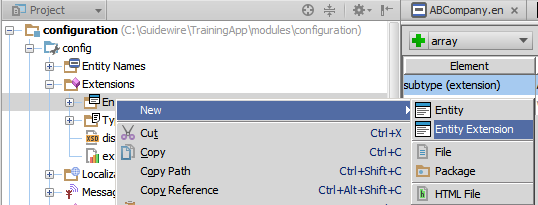 Project
ABCompany.en
configuration (C:\Guidewire\TrainingApp\modules\configuration)
array
config
Entity Names
Element
Extensions
subtype (extension)
En
New
Entity
Ty
Cut
Ctrl+X
Entity Extension
dis
Copy
Ctrl+C
File
ex
Copy Path
Ctrl+Shift+C
Package
Localiza
Copy Reference
Ctrl+Alt+Shift+C
HTML File
Message